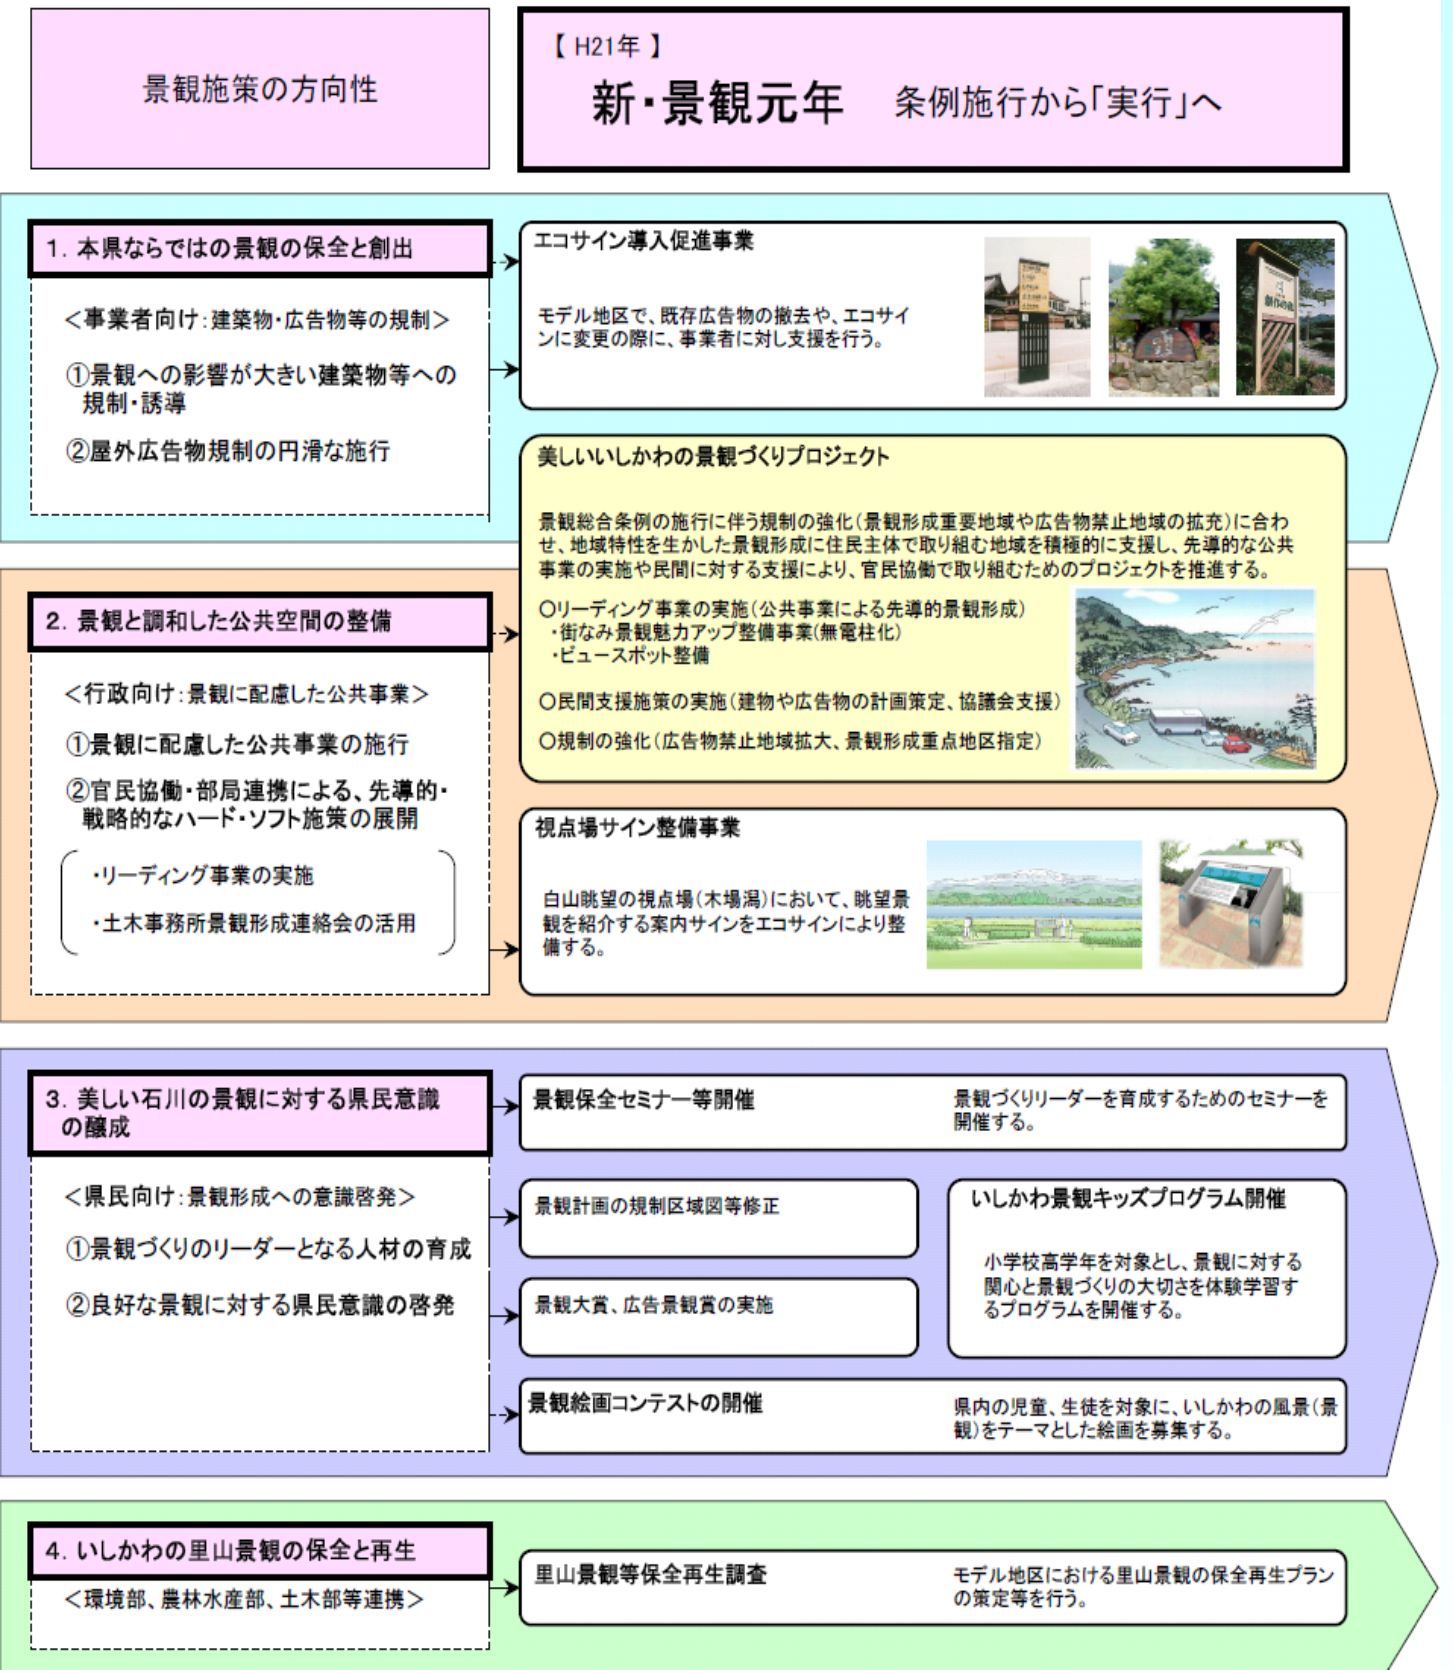 景観施策の方向性
【 H21年 】
新・景観元年 条例施行から「実行」へ
1. 本県ならではの景観の保全と創出
＜事業者向け：建築物・広告物等の規制＞
①景観への影響が大きい建築物等への
規制・誘導
②屋外広告物規制の円滑な施行
エコサイン導入促進事業
モデル地区で、既存広告物の撤去や、エコサイ
ンに変更の際に、事業者に対し支援を行う。
美しいいしかわの景観づくりプロジェクト
景観総合条例の施行に伴う規制の強化（景観形成重要地域や広告物禁止地域の拡充）に合わ
せ、地域特性を生かした景観形成に住民主体で取り組む地域を積極的に支援し、先導的な公共
事業の実施や民間に対する支援により、官民協働で取り組むためのプロジェクトを推進する。
○リーディング事業の実施（公共事業による先導的景観形成）
・街なみ景観魅力アップ整備事業(無電柱化）
・ビュースポット整備
○民間支援施策の実施（建物や広告物の計画策定、協議会支援）
○規制の強化（広告物禁止地域拡大、景観形成重点地区指定）
2. 景観と調和した公共空間の整備
＜行政向け：景観に配慮した公共事業＞
①景観に配慮した公共事業の施行
②官民協働・部局連携による、先導的・
戦略的なハード・ソフト施策の展開
・リーディング事業の実施
・土木事務所景観形成連絡会の活用
視点場サイン整備事業
白山眺望の視点場（木場潟）において、眺望景
観を紹介する案内サインをエコサインにより整
備する。
3. 美しい石川の景観に対する県民意識
の醸成
＜県民向け：景観形成への意識啓発＞
①景観づくりのリーダーとなる人材の育成
②良好な景観に対する県民意識の啓発
景観保全セミナー等開催
景観づくりリーダーを育成するためのセミナーを
開催する。
景観計画の規制区域図等修正
いしかわ景観キッズプログラム開催
小学校高学年を対象とし、景観に対する
関心と景観づくりの大切さを体験学習す
るプログラムを開催する。
景観大賞、広告景観賞の実施
景観絵画コンテストの開催
県内の児童、生徒を対象に、いしかわの風景（景
観）をテーマとした絵画を募集する。
4. いしかわの里山景観の保全と再生
＜環境部、農林水産部、土木部等連携＞
里山景観等保全再生調査
モデル地区における里山景観の保全再生プラン
の策定等を行う。